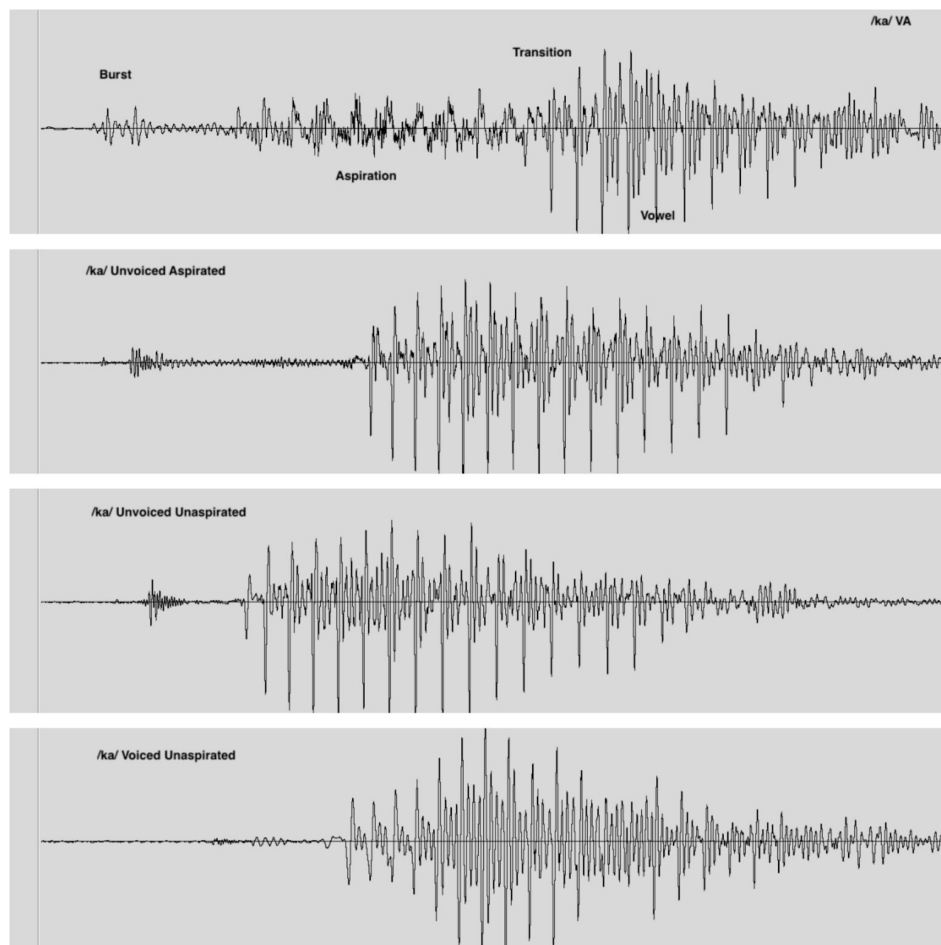 /ka/ VA
Transition
Burst
Aspiration
Vowel
/ka/ Unvoiced Aspirated
/ka/ Unvoiced Unaspirated
/ka/ Voiced Unaspirated